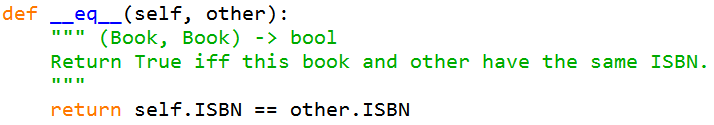 def __eq__(self, other):
    """ (Book, Book) -> bool
    Return True iff this book and other have the same ISBN.
    """
    return self.ISBN == other.ISBN